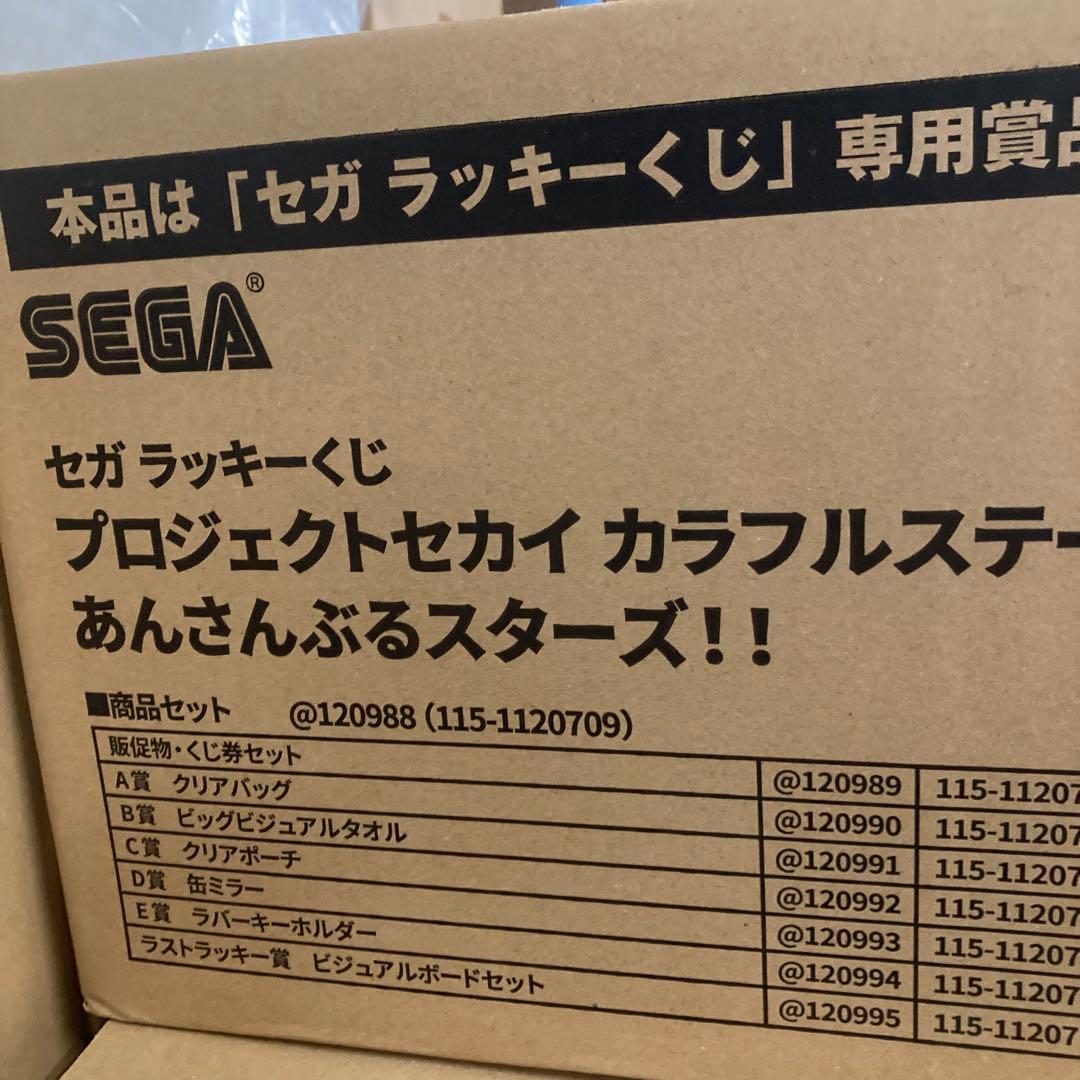 本品は「セガ ラッキーくじ」専用賞品
SEGA®
セガ ラッキーくじ
プロジェクトセカイ カラフルステー
あんさんぶるスターズ!!
■商品セット @120988(115-1120709)
販促物・くじ券セット @120989 115-11207
A賞 クリアバッグ @120990 115-11207
B賞 ビッグビジュアルタオル @120991 115-11207
C賞 クリアポーチ @120992 115-11207
D賞 缶ミラー @120993 115-11207
E賞 ラバーキーホルダー @120994 115-11207
ラストラッキー賞 ビジュアルボードセット @120995 115-11207